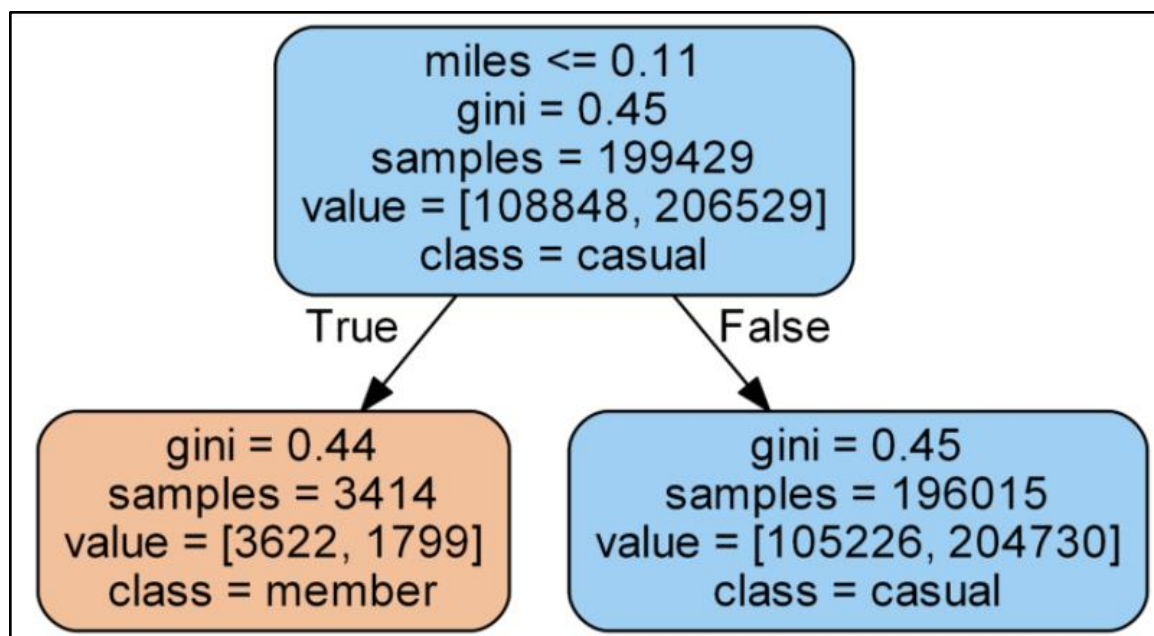 miles <= 0.11
gini = 0.45
samples = 199429
value = [108848, 206529]
class = casual
True
False
gini = 0.44
samples = 3414
value = [3622, 1799]
class = member
gini = 0.45
samples = 196015
value = [105226, 204730]
class = casual